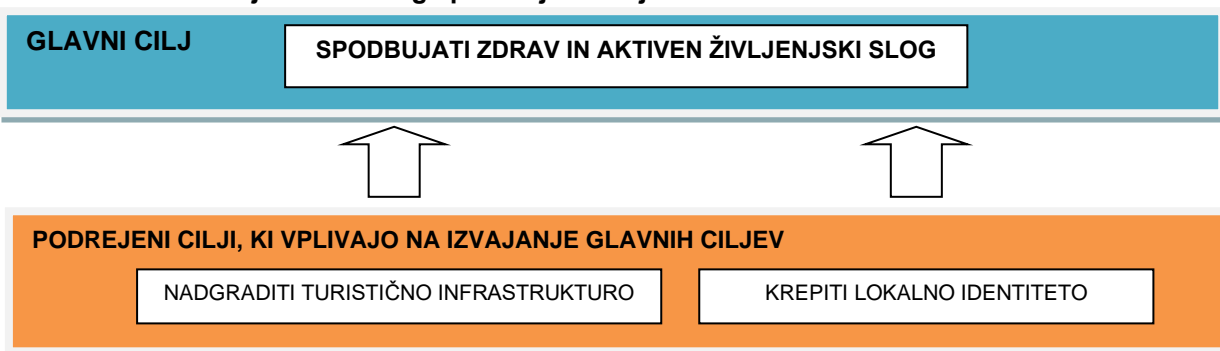 GLAVNI CILJ
SPODBUJATI ZDRAV IN AKTIVEN ŽIVLJENJSKI SLOG
PODREJENI CILJI, KI VPLIVAJO NA IZVAJANJE GLAVNIH CILJEV
NADGRADITI TURISTIČNO INFRASTRUKTURO
KREPITI LOKALNO IDENTITETO